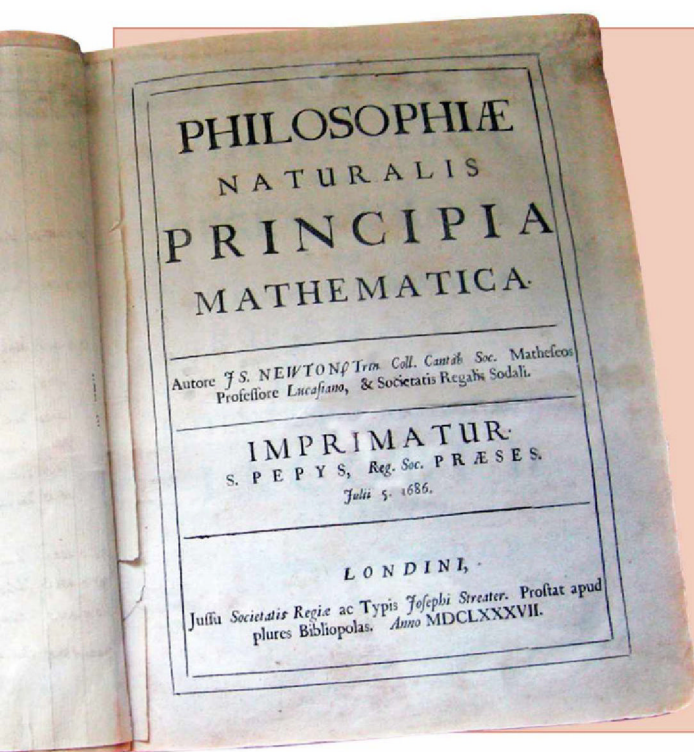 PHILOSOPHIÆ
NATURALIS
PRINCIPIA
MATHEMATICA.
Autore JS. NEWTON, Trin. Coll. Cantab. Soc. Matheseos
Professore Lucasiano, & Societatis Regalis Sodali.
IMPRIMATUR.
S. PEPYS, Reg. Soc. PRÆSES.
Julii 5. 1686.
LONDINI,
Jussu Societatis Regiæ ac Typis Josephi Streater. Prostat apud
plures Bibliopolas. Anno MDCLXXXVII.